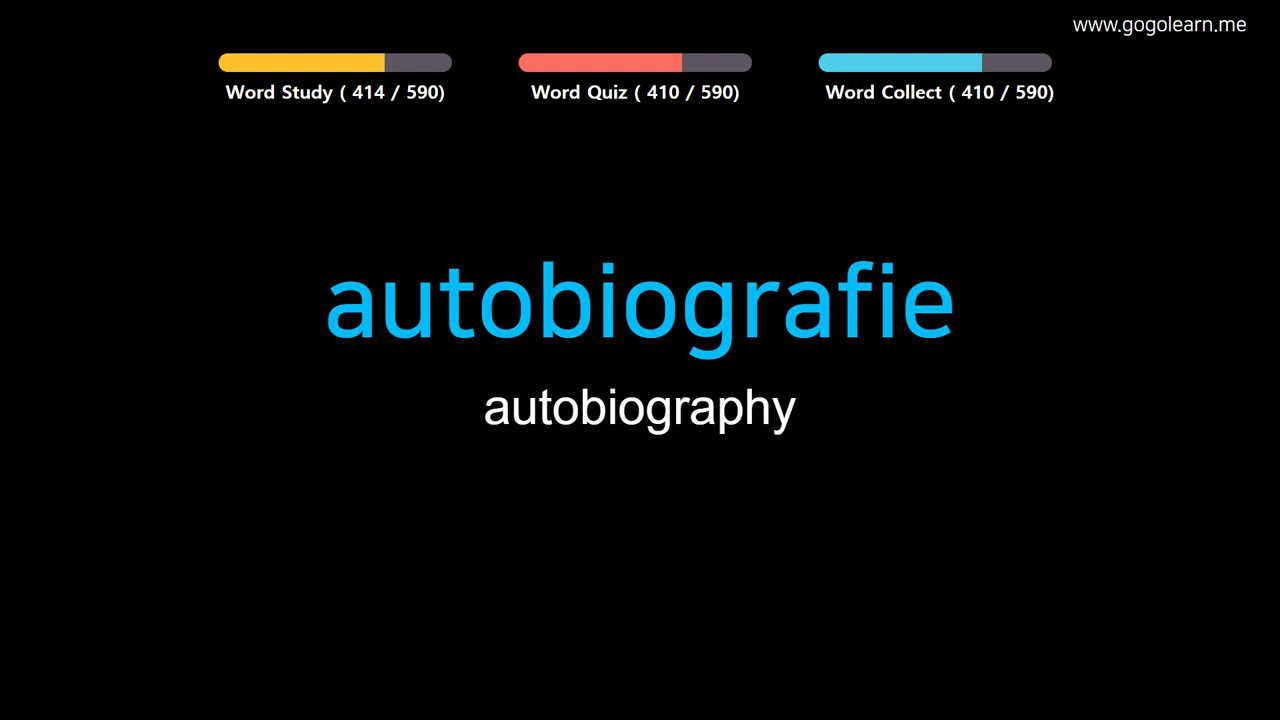 www.gogolearn.me
Word Study ( 414 / 590)
Word Quiz ( 410 / 590)
Word Collect ( 410 / 590)
autobiografie
autobiography